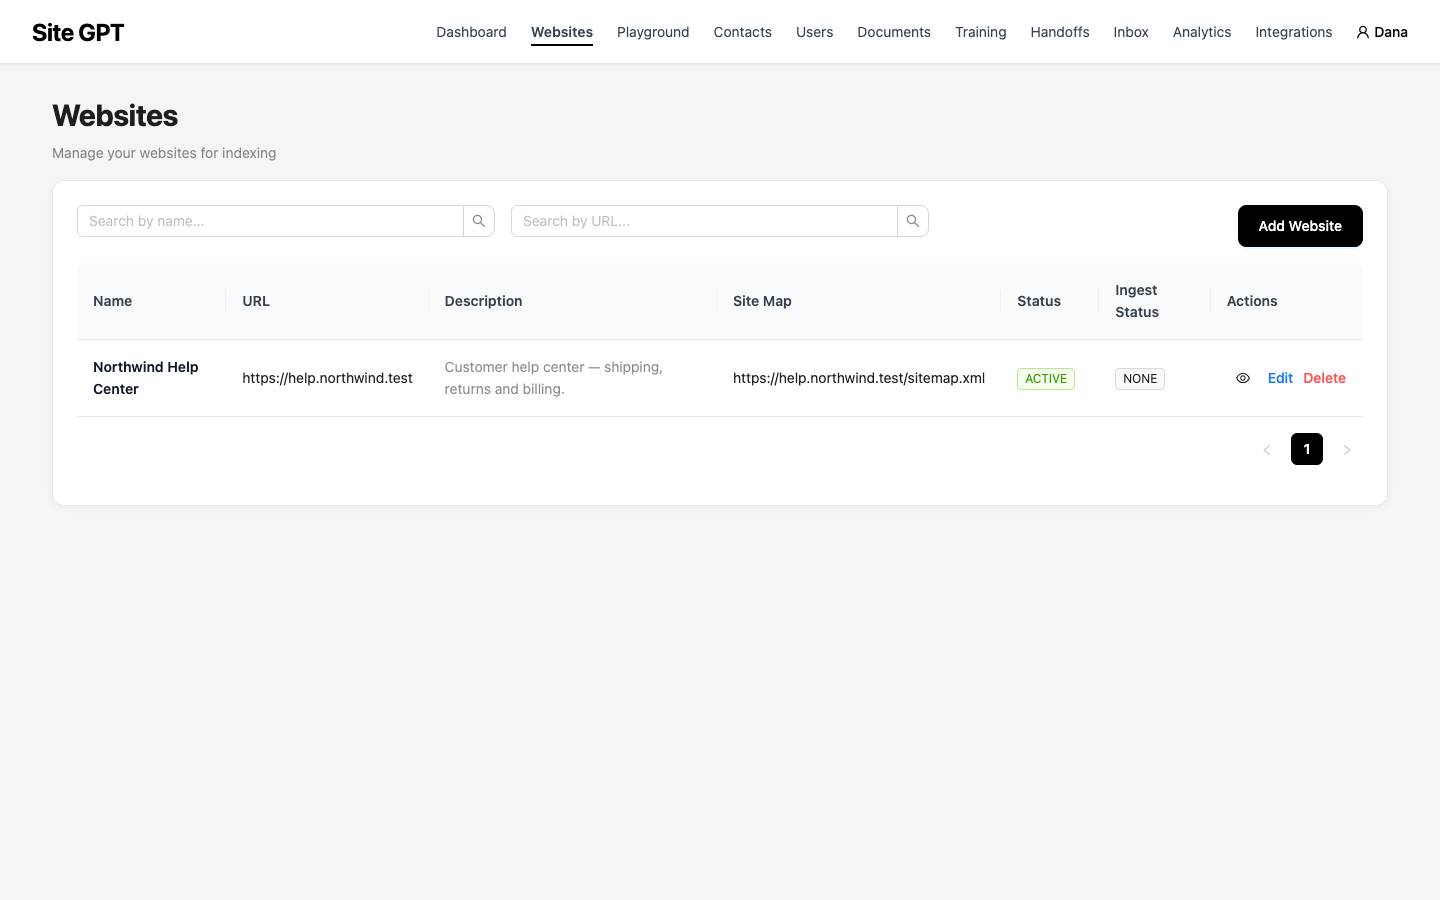 Site GPT
Dashboard
Websites
Playground
Contacts
Users
Documents
Training
Handoffs
Inbox
Analytics
Integrations
Dana
Websites
Manage your websites for indexing
Search by name...
Search by URL...
Add Website
Name
URL
Description
Site Map
Status
Ingest
Status
Actions
Northwind Help
Center
https://help.northwind.test
Customer help center — shipping,
returns and billing.
https://help.northwind.test/sitemap.xml
ACTIVE
NONE
Edit
Delete
1